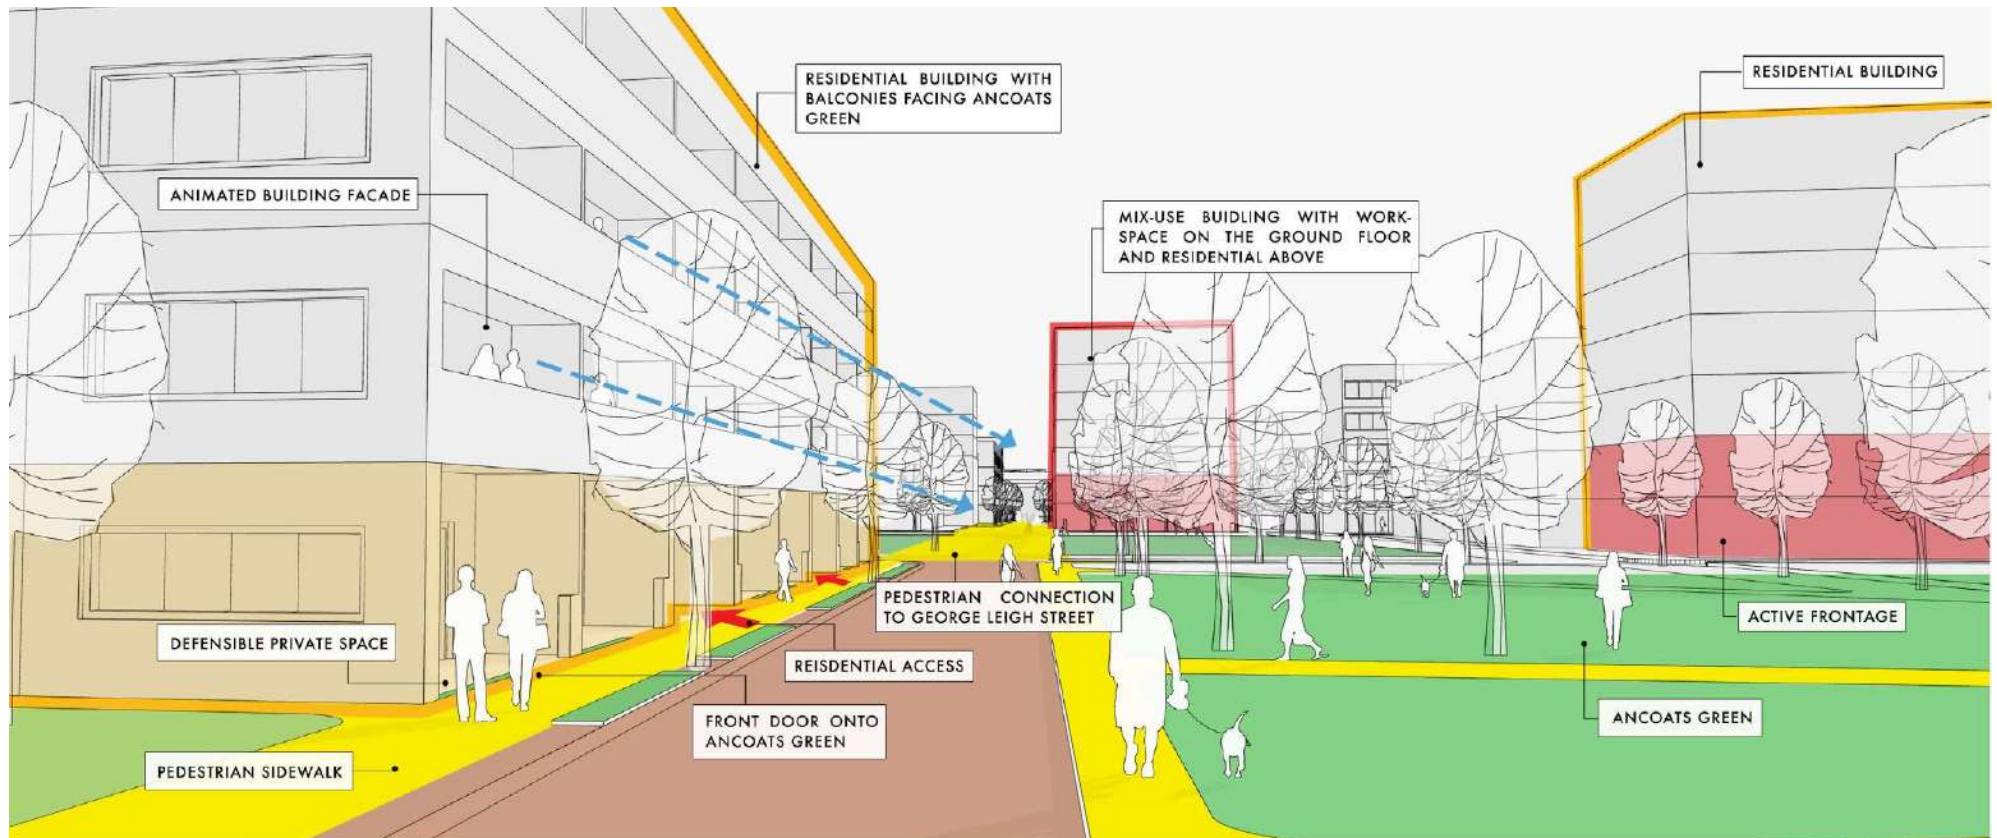 RESIDENTIAL BUILDING WITH
BALCONIES FACING ANCOATS
GREEN
RESIDENTIAL BUILDING
ANIMATED BUILDING FACADE
MIX-USE BUIDLING WITH WORK-
SPACE ON THE GROUND FLOOR
AND RESIDENTIAL ABOVE
PEDESTRIAN CONNECTION
TO GEORGE LEIGH STREET
ACTIVE FRONTAGE
DEFENSIBLE PRIVATE SPACE
REISDENTIAL ACCESS
FRONT DOOR ONTO
ANCOATS GREEN
ANCOATS GREEN
PEDESTRIAN SIDEWALK